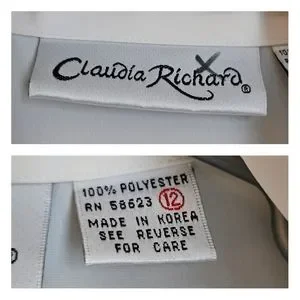 Claudia Richard®
100% POLYESTER
RN 58623 12
MADE IN KOREA
SEE REVERSE
FOR CARE